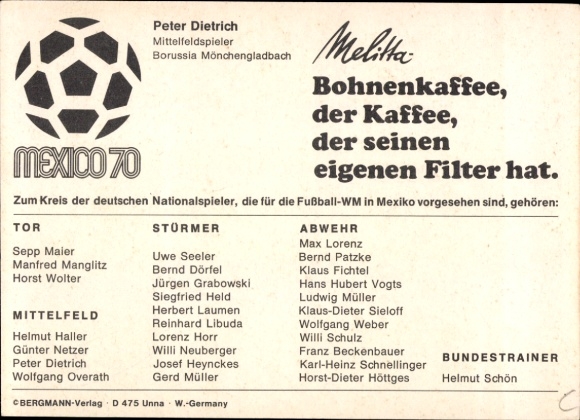 Peter Dietrich
Mittelfeldspieler
Borussia Mönchengladbach
MEXICO 70
Melitta
Bohnenkaffee,
der Kaffee,
der seinen
eigenen Filter hat.
Zum Kreis der deutschen Nationalspieler, die für die Fußball-WM in Mexiko vorgesehen sind, gehören:
TOR
Sepp Maier
Manfred Manglitz
Horst Wolter
MITTELFELD
Helmut Haller
Günter Netzer
Peter Dietrich
Wolfgang Overath
STÜRMER
Uwe Seeler
Bernd Dörfel
Jürgen Grabowski
Siegfried Held
Herbert Laumen
Reinhard Libuda
Lorenz Horr
Willi Neuberger
Josef Heynckes
Gerd Müller
ABWEHR
Max Lorenz
Bernd Patzke
Klaus Fichtel
Hans Hubert Vogts
Ludwig Müller
Klaus-Dieter Sieloff
Wolfgang Weber
Willi Schulz
Franz Beckenbauer
Karl-Heinz Schnellinger
Horst-Dieter Höttges
BUNDESTRAINER
Helmut Schön
©BERGMANN-Verlag · D 475 Unna · W.-Germany